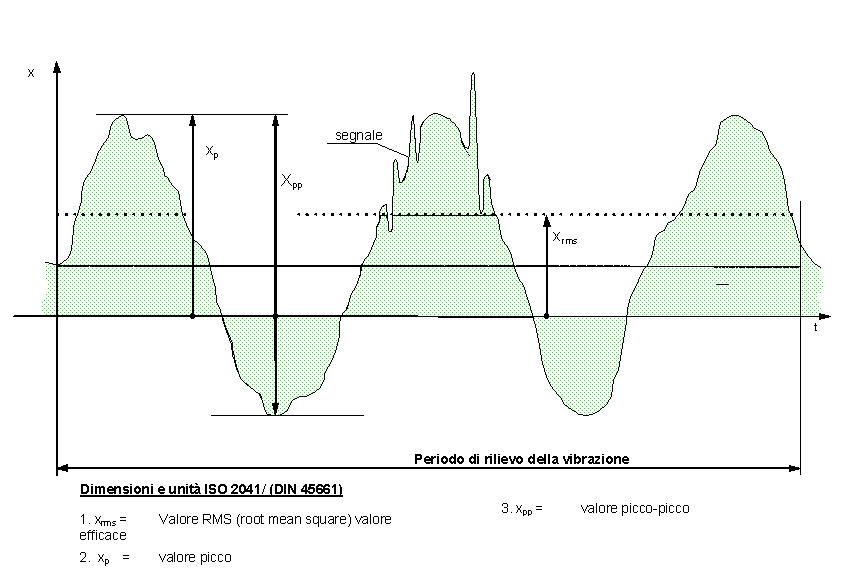 x
segnale
xp
xpp
xrms
t
Periodo di rilievo della vibrazione
Dimensioni e unità ISO 2041/ (DIN 45661)
1. xrms = Valore RMS (root mean square) valore
efficace
2. xp = valore picco
3. xpp = valore picco-picco